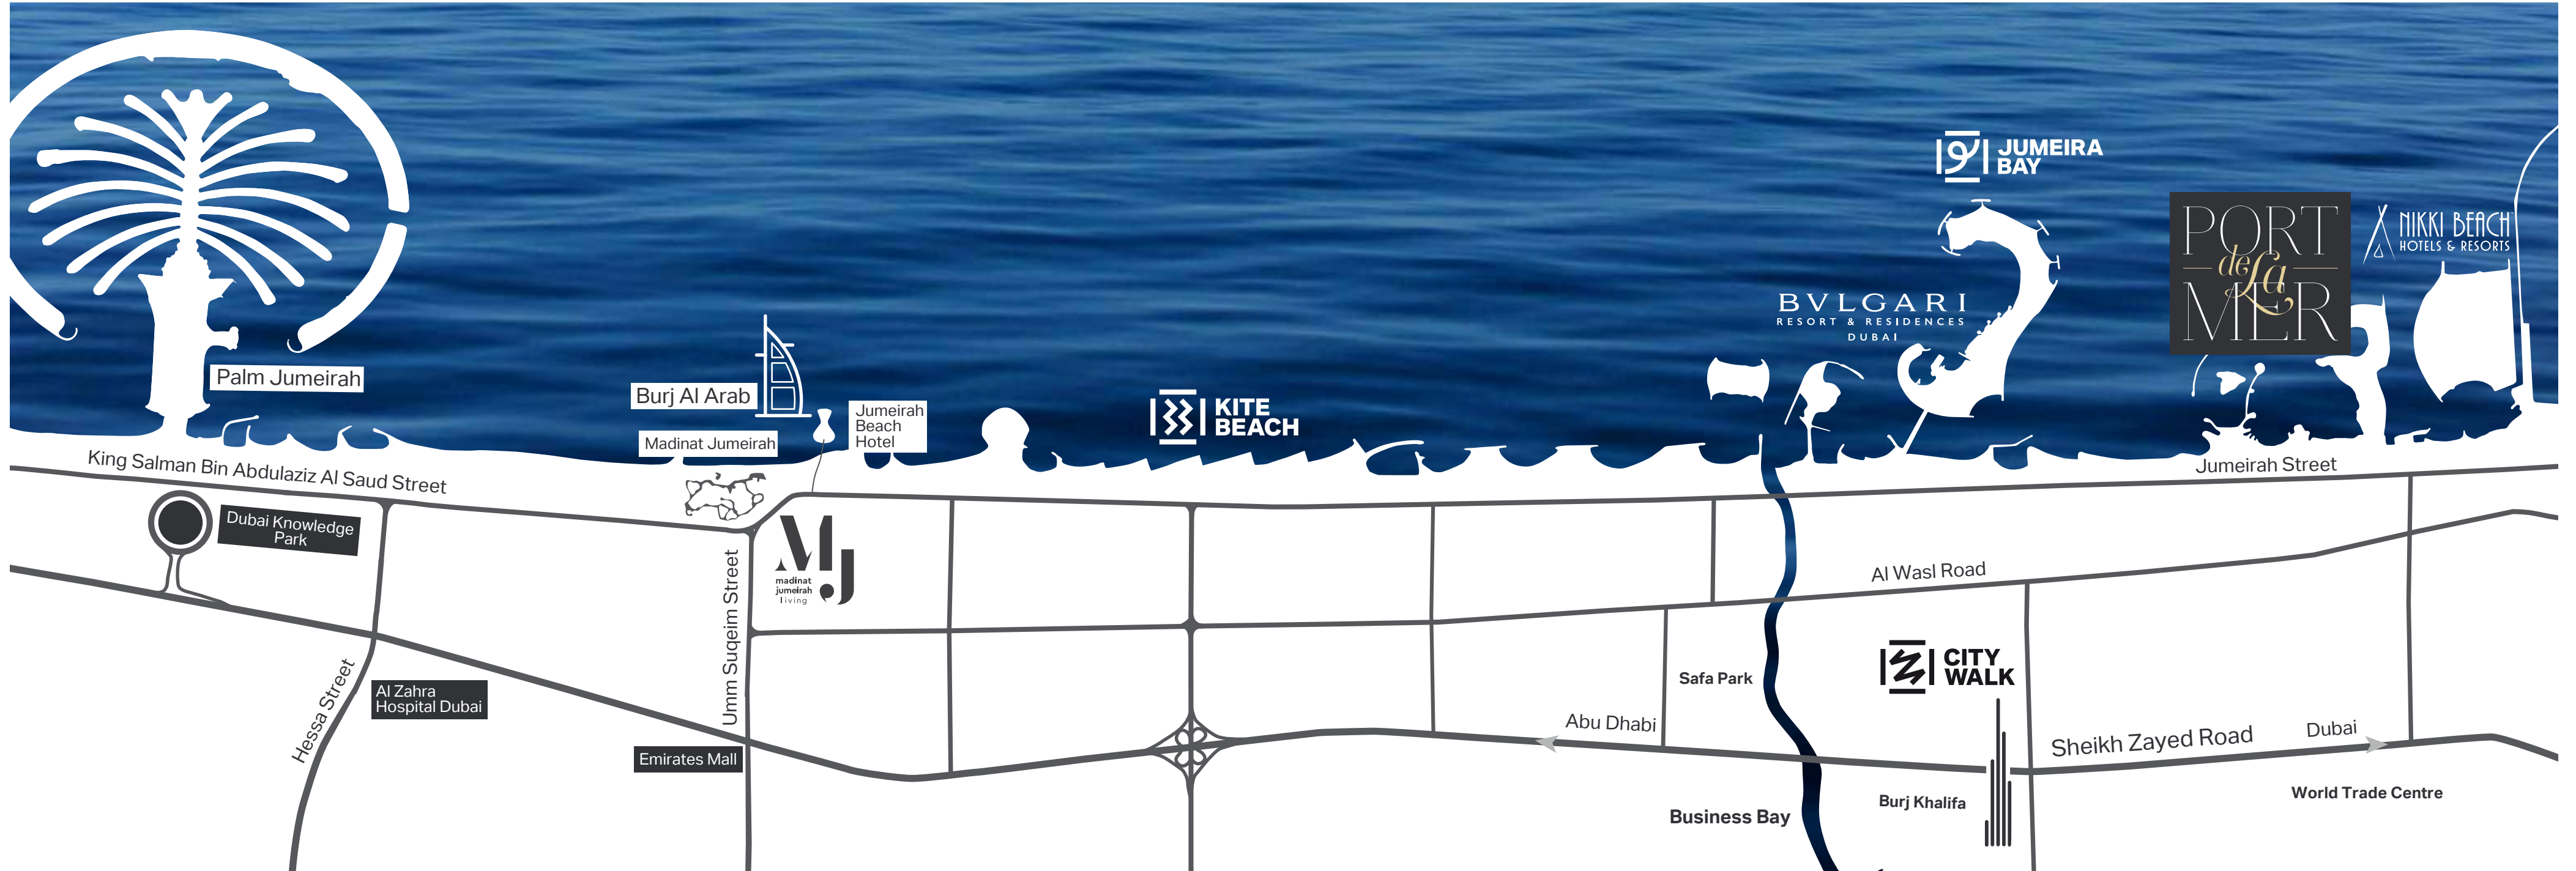 JUMEIRA
BAY
PORT
de La
MER
NIKKI BEACH
HOTELS & RESORTS
BVLGARI
RESORT & RESIDENCES
DUBAI
Palm Jumeirah
Burj Al Arab
Madinat Jumeirah
Jumeirah
Beach
Hotel
KITE
BEACH
King Salman Bin Abdulaziz Al Saud Street
Jumeirah Street
Dubai Knowledge
Park
MJ
madinat
jumeirah
living
Umm Suqeim Street
Al Wasl Road
Hessa Street
Al Zahra
Hospital Dubai
Safa Park
CITY
WALK
Emirates Mall
Abu Dhabi
Sheikh Zayed Road
Dubai
Business Bay
Burj Khalifa
World Trade Centre